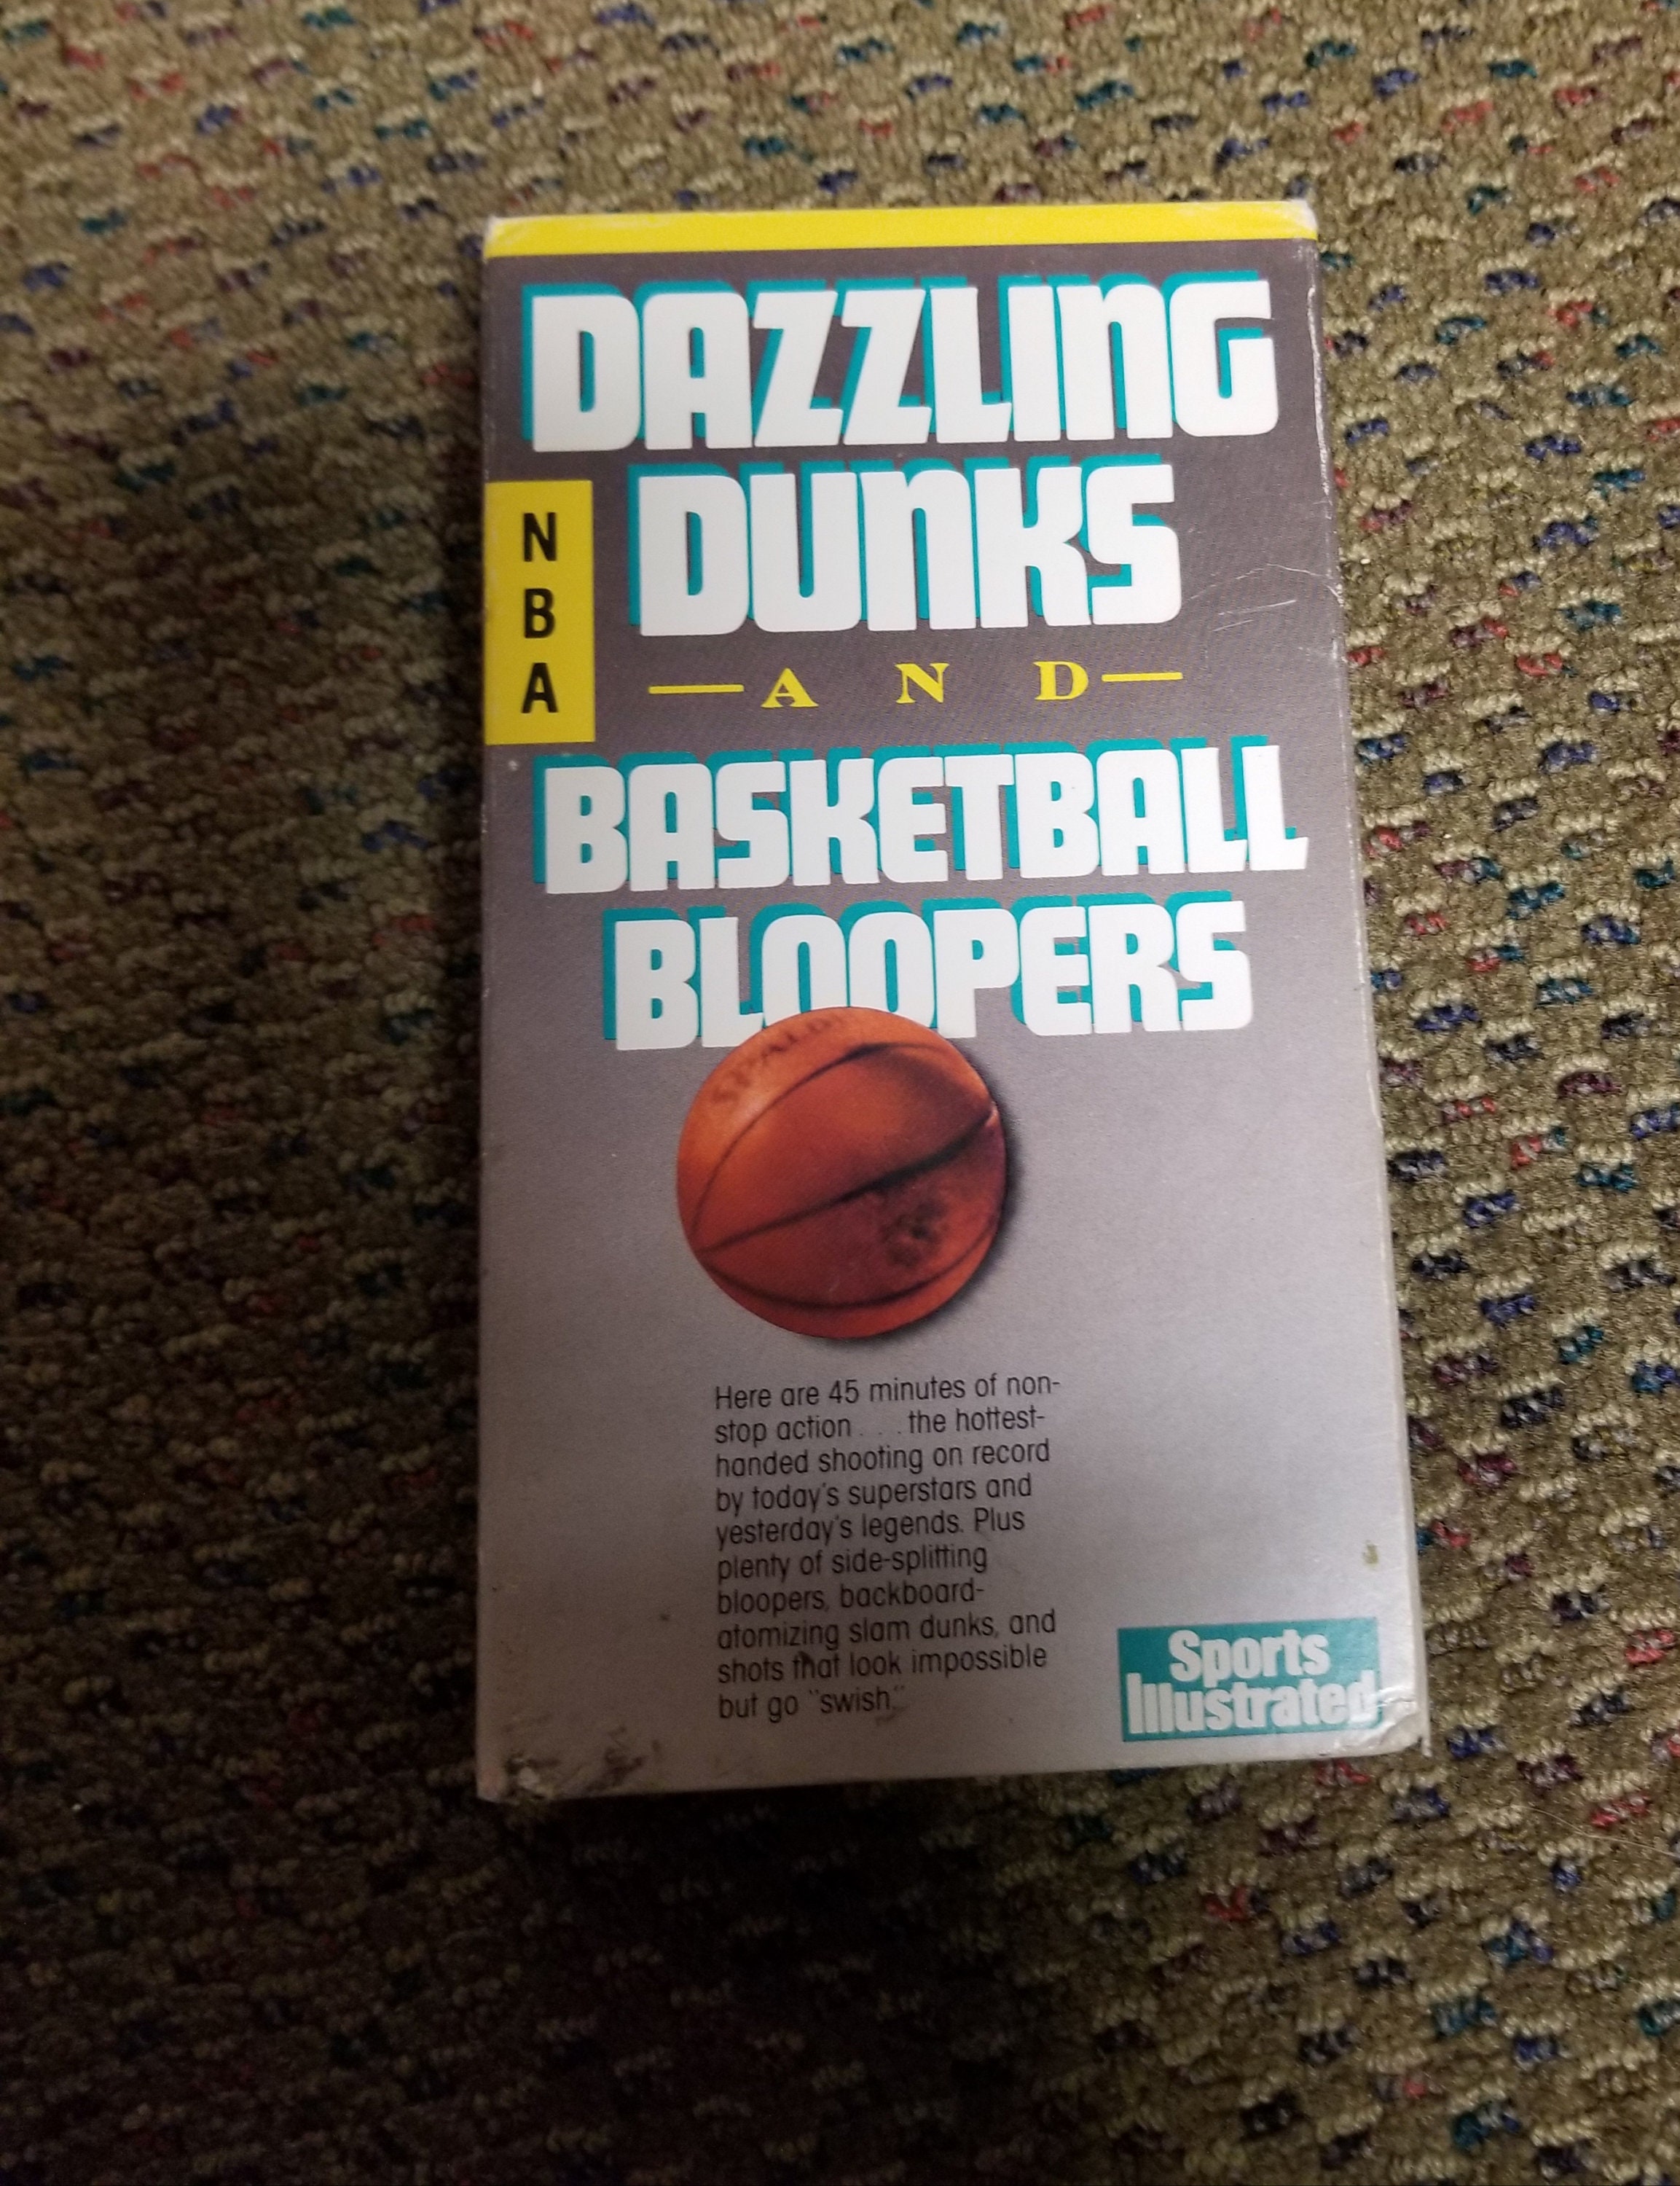 DAZZLING
DUNKS
NBA
AND
BASKETBALL
BLOOPERS
SPALDING
Here are 45 minutes of non-
stop action . . . the hottest-
handed shooting on record
by today's superstars and
yesterday's legends. Plus
plenty of side-splitting
bloopers, backboard-
atomizing slam dunks, and
shots that look impossible
but go "swish."
Sports
Illustrated